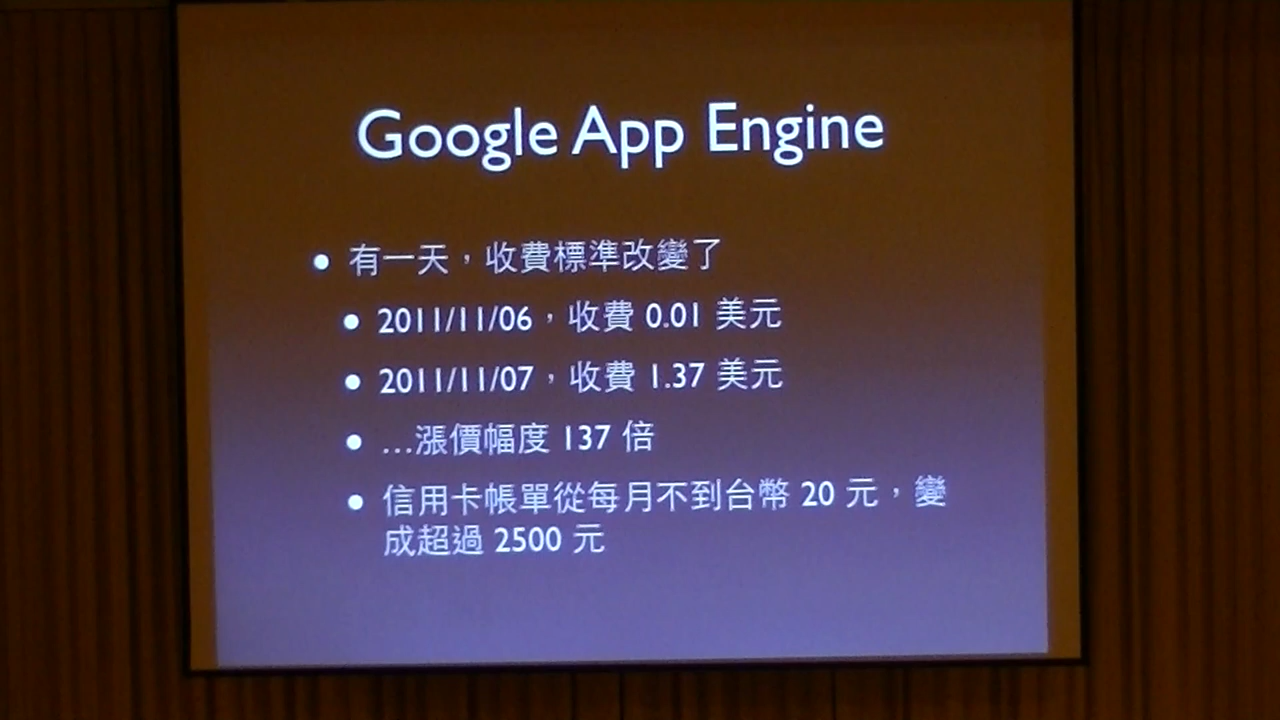 Google App Engine
● 有一天，收費標準改變了
● 2011/11/06，收費 0.01 美元
● 2011/11/07，收費 1.37 美元
● …漲價幅度 137 倍
● 信用卡帳單從每月不到台幣 20 元，變
成超過 2500 元